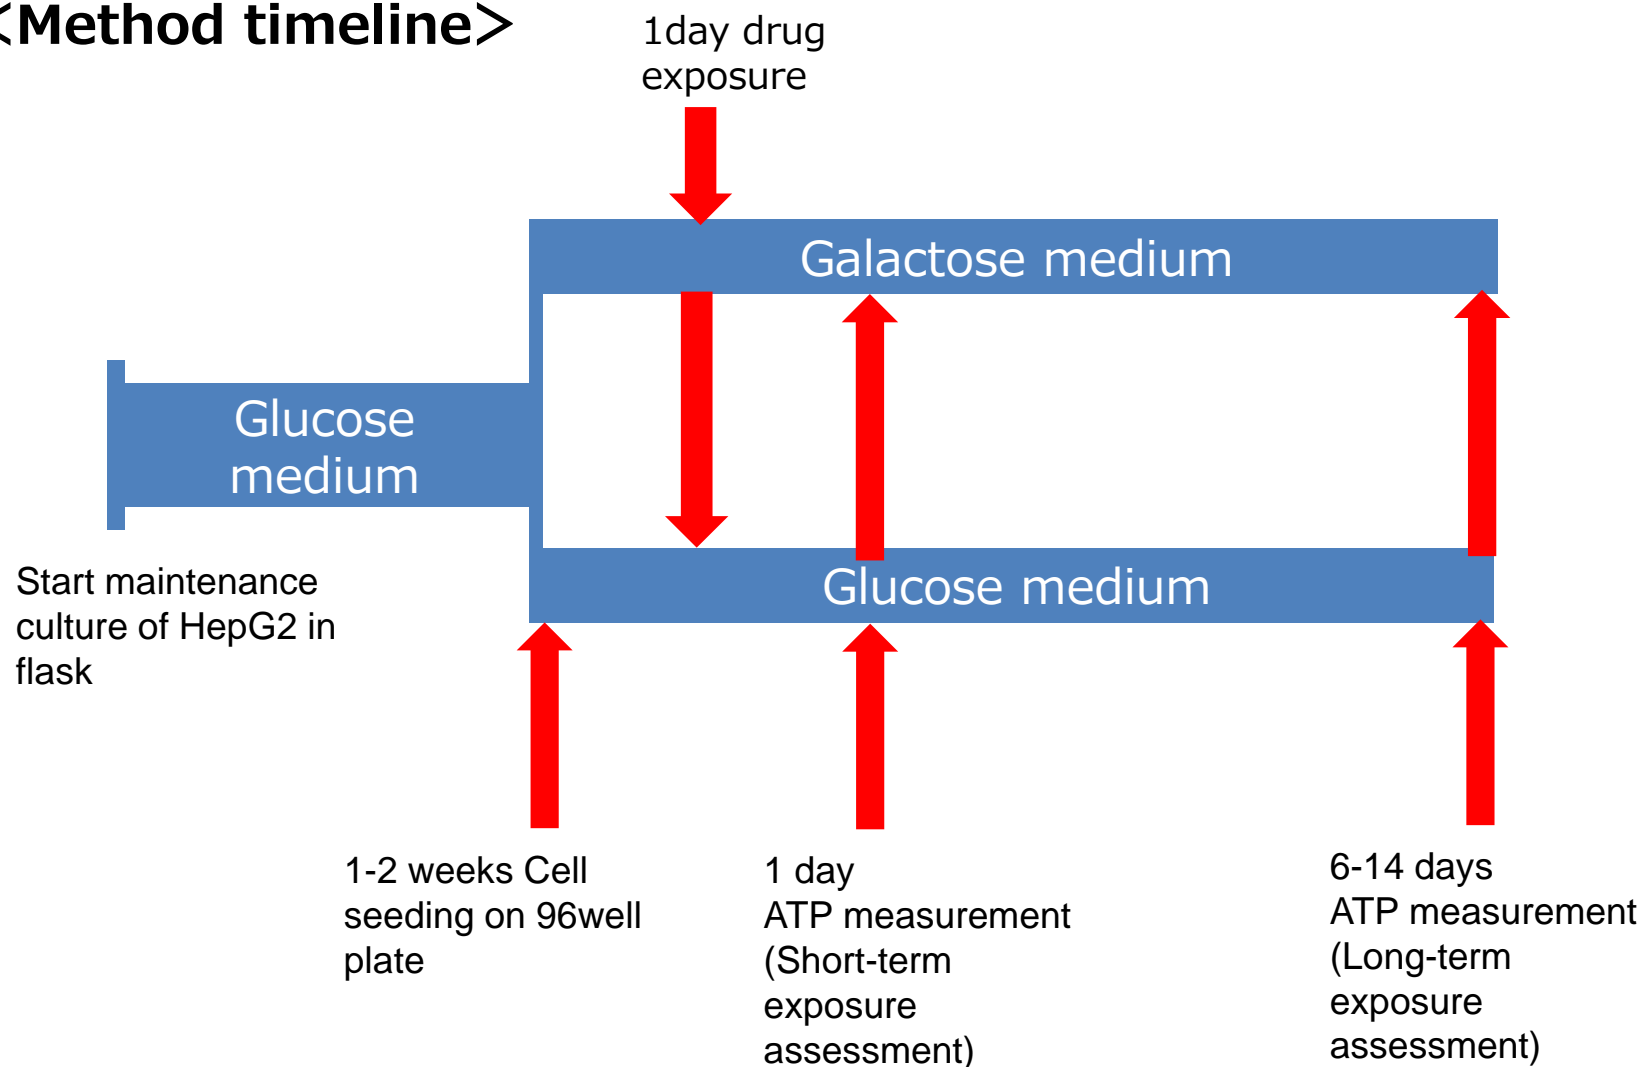 <Method timeline>
1day drug
exposure
Galactose medium
Glucose
medium
Glucose medium
Start maintenance
culture of HepG2 in
flask
1-2 weeks Cell
seeding on 96well
plate
1 day
ATP measurement
(Short-term
exposure
assessment)
6-14 days
ATP measurement
(Long-term
exposure
assessment)